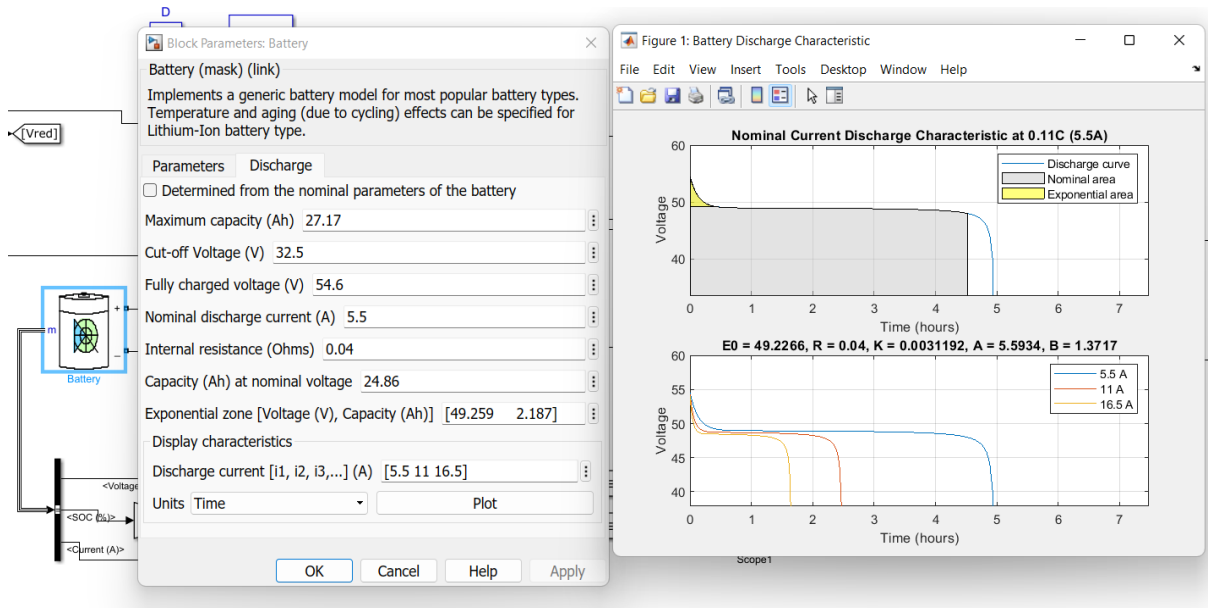 D
[Vred]
m
+
–
Battery
<Voltage
<SOC (%)>
<Current (A)>
Scope1
Block Parameters: Battery
Battery (mask) (link)
Implements a generic battery model for most popular battery types.
Temperature and aging (due to cycling) effects can be specified for
Lithium-Ion battery type.
Parameters
Discharge
Determined from the nominal parameters of the battery
Maximum capacity (Ah) 27.17
Cut-off Voltage (V) 32.5
Fully charged voltage (V) 54.6
Nominal discharge current (A) 5.5
Internal resistance (Ohms) 0.04
Capacity (Ah) at nominal voltage 24.86
Exponential zone [Voltage (V), Capacity (Ah)] [49.259 2.187]
Display characteristics
Discharge current [i1, i2, i3,...] (A) [5.5 11 16.5]
Units Time Plot
OK Cancel Help Apply
Figure 1: Battery Discharge Characteristic
File Edit View Insert Tools Desktop Window Help
Nominal Current Discharge Characteristic at 0.11C (5.5A)
Discharge curve
Nominal area
Exponential area
Voltage
60
50
40
0 1 2 3 4 5 6 7
Time (hours)
E0 = 49.2266, R = 0.04, K = 0.0031192, A = 5.5934, B = 1.3717
5.5 A
11 A
16.5 A
Voltage
60
55
50
45
40
0 1 2 3 4 5 6 7
Time (hours)